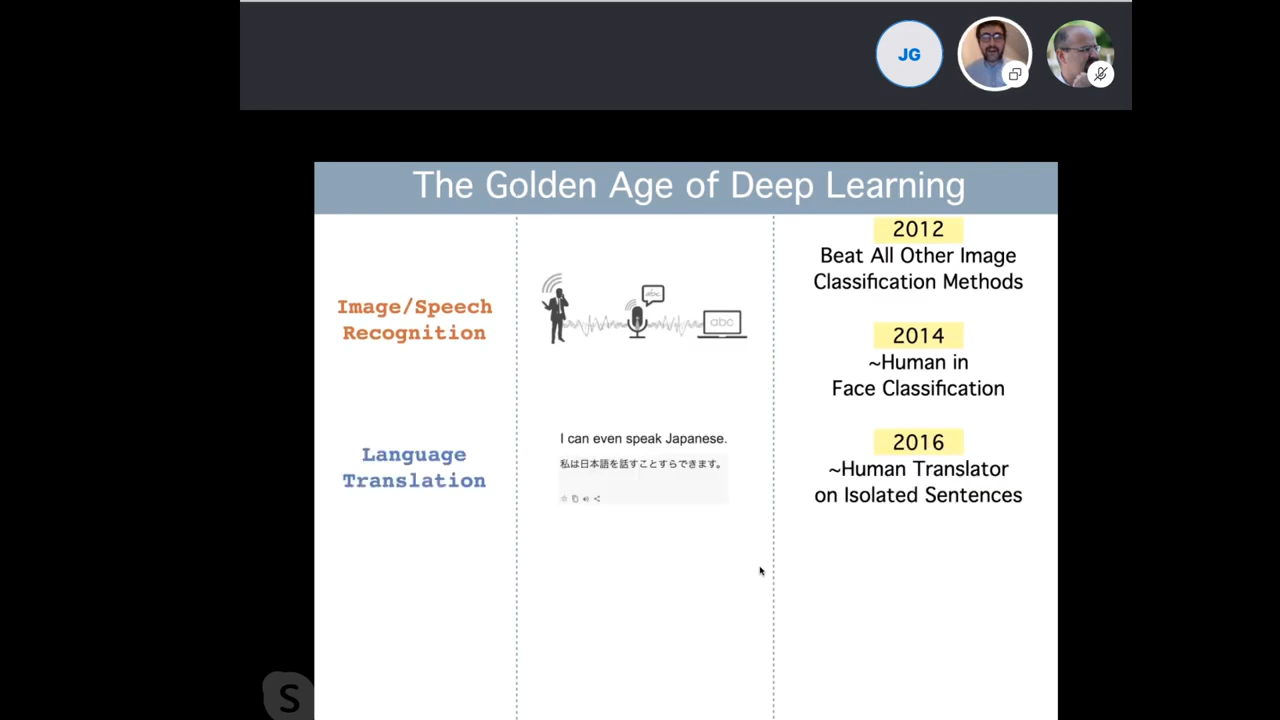 JG
The Golden Age of Deep Learning
Image/Speech
Recognition
abc
abc
2012
Beat All Other Image
Classification Methods
2014
~Human in
Face Classification
Language
Translation
I can even speak Japanese.
私は日本語を話すことすらできます。
2016
~Human Translator
on Isolated Sentences
S